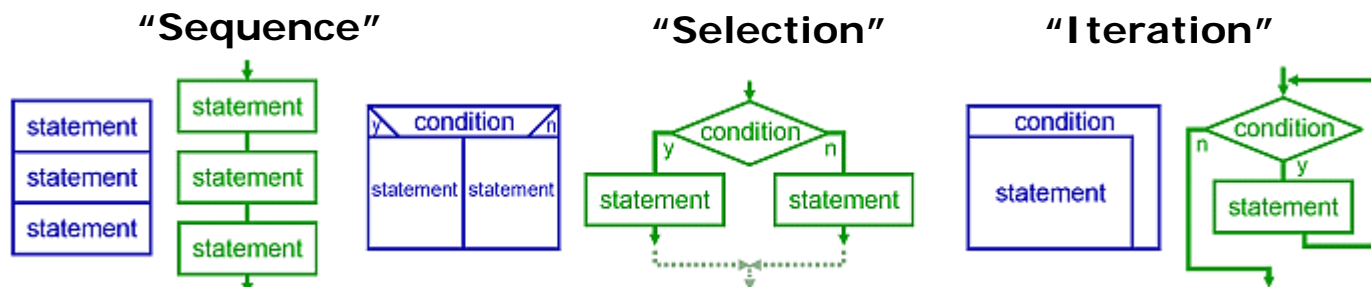 “Sequence”
statement
statement
statement
statement
statement
statement
“Selection”
y condition n
statement statement
condition
y n
statement statement
“Iteration”
condition
statement
condition
n
y
statement